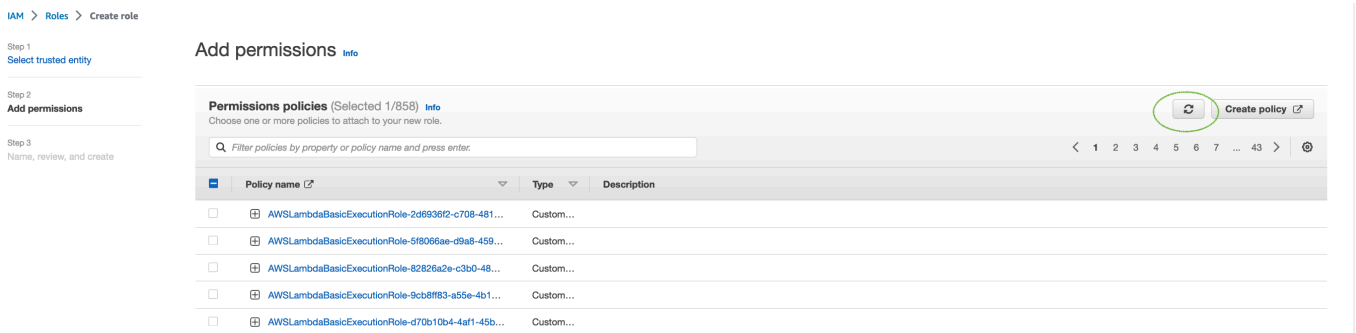 IAM > Roles > Create role
Step 1
Select trusted entity
Step 2
Add permissions
Step 3
Name, review, and create
Add permissions Info
Permissions policies (Selected 1/858) Info
Choose one or more policies to attach to your new role.
Create policy
Filter policies by property or policy name and press enter.
< 1 2 3 4 5 6 7 ... 43 >
Policy name Type Description
AWSLambdaBasicExecutionRole-2d6936f2-c708-481... Custom...
AWSLambdaBasicExecutionRole-5f8066ae-d9a8-459... Custom...
AWSLambdaBasicExecutionRole-82826a2e-c3b0-48... Custom...
AWSLambdaBasicExecutionRole-9cb8ff83-a55e-4b1... Custom...
AWSLambdaBasicExecutionRole-d70b10b4-4af1-45b... Custom...